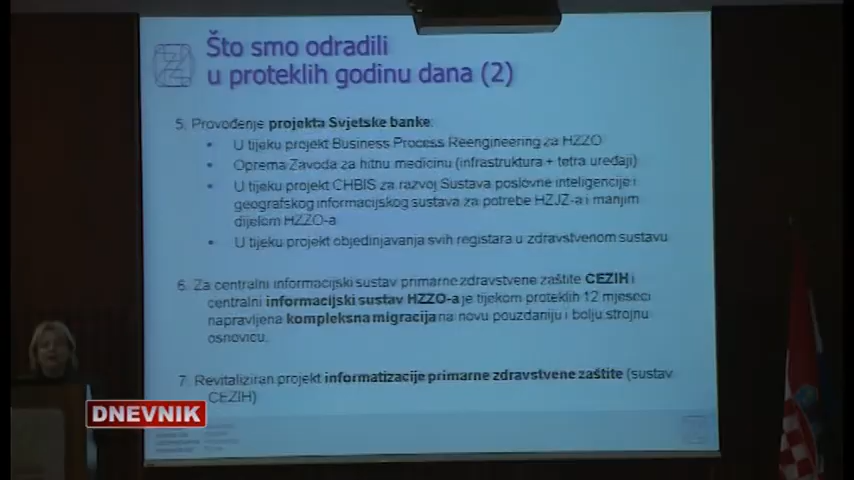 Što smo odradili
u proteklih godinu dana (2)
5. Provođenje projekta Svjetske banke:
• U tijeku projekt Business Process Reengineering za HZZO
• Oprema Zavoda za hitnu medicinu (infrastruktura + tetra uređaji)
• U tijeku projekt CHBIS za razvoj Sustava poslovne inteligencije i
geografskog informacijskog sustava za potrebe HZJZ-a i manjim
dijelom HZZO-a
• U tijeku projekt objedinjavanja svih registara u zdravstvenom sustavu
6. Za centralni informacijski sustav primarne zdravstvene zaštite CEZIH i
centralni informacijski sustav HZZO-a je tijekom proteklih 12 mjeseci
napravljena kompleksna migracija na novu pouzdaniju i bolju strojnu
osnovicu.
7. Revitaliziran projekt informatizacije primarne zdravstvene zaštite (sustav
CEZIH)
DNEVNIK